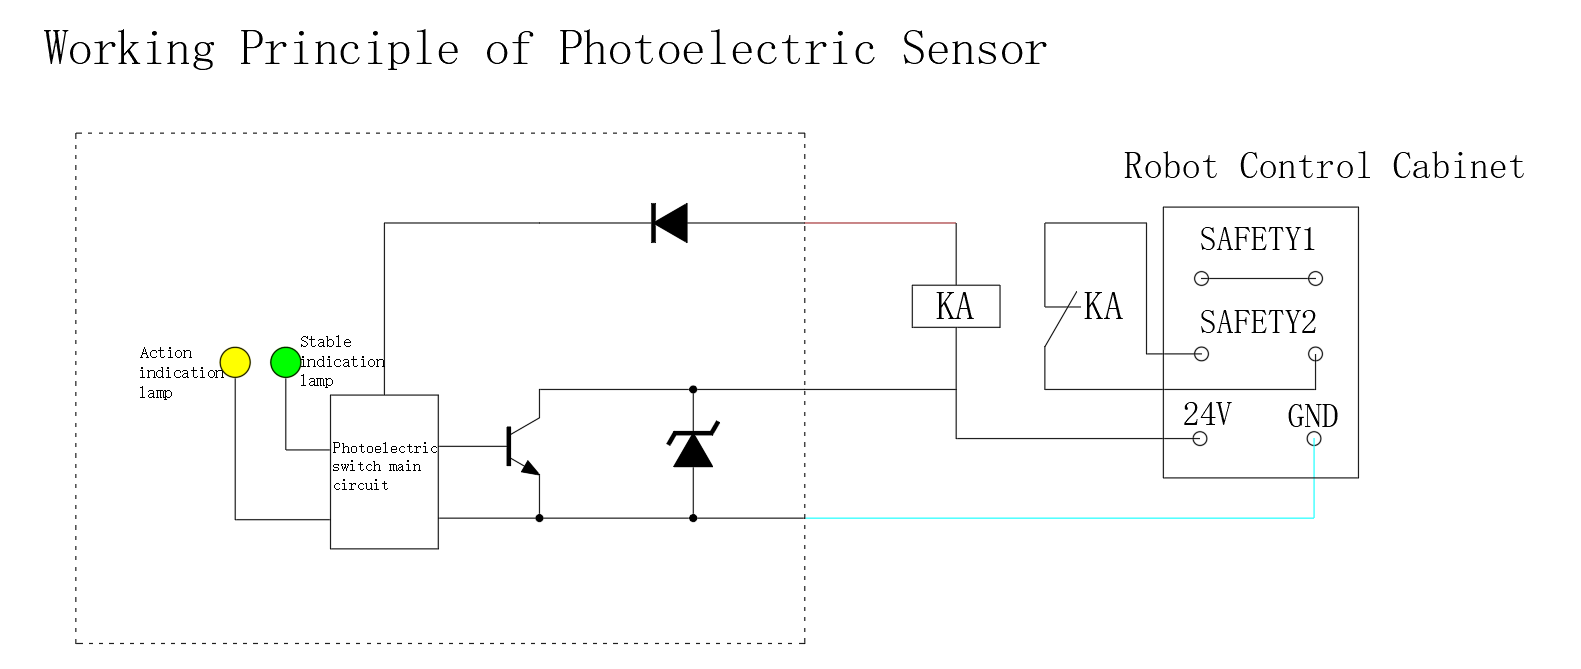 Working Principle of Photoelectric Sensor
Robot Control Cabinet
SAFETY1
KA
KA
SAFETY2
Action
indication
lamp
Stable
indication
lamp
24V
GND
Photoelectric
switch main
circuit